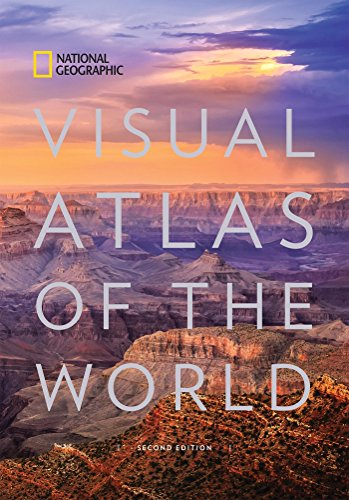 NATIONAL
GEOGRAPHIC
VISUAL
ATLAS
OF THE
WORLD
SECOND EDITION